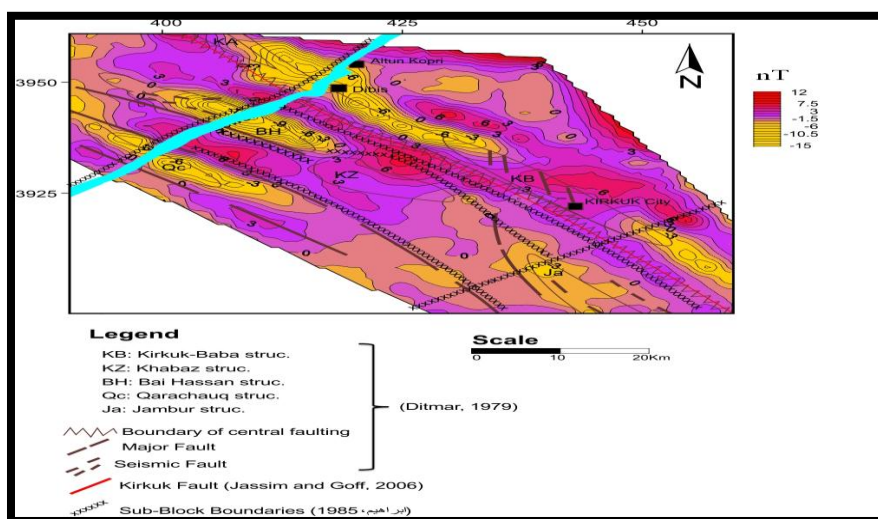 400 425 450
3950
3925
KA
Altun Kopri
Dibis
BH
Qc
KZ
KB
KIRKUK City
Ja
N
nT
12
7.5
3
-1.5
-6
-10.5
-15
Legend
KB: Kirkuk-Baba struc.
KZ: Khabaz struc.
BH: Bai Hassan struc.
Qc: Qarachauq struc.
Ja: Jambur struc.
(Ditmar, 1979)
Boundary of central faulting
Major Fault
Seismic Fault
Kirkuk Fault (Jassim and Goff, 2006)
Sub-Block Boundaries (1985،ابراهيم)
Scale
0 10 20Km